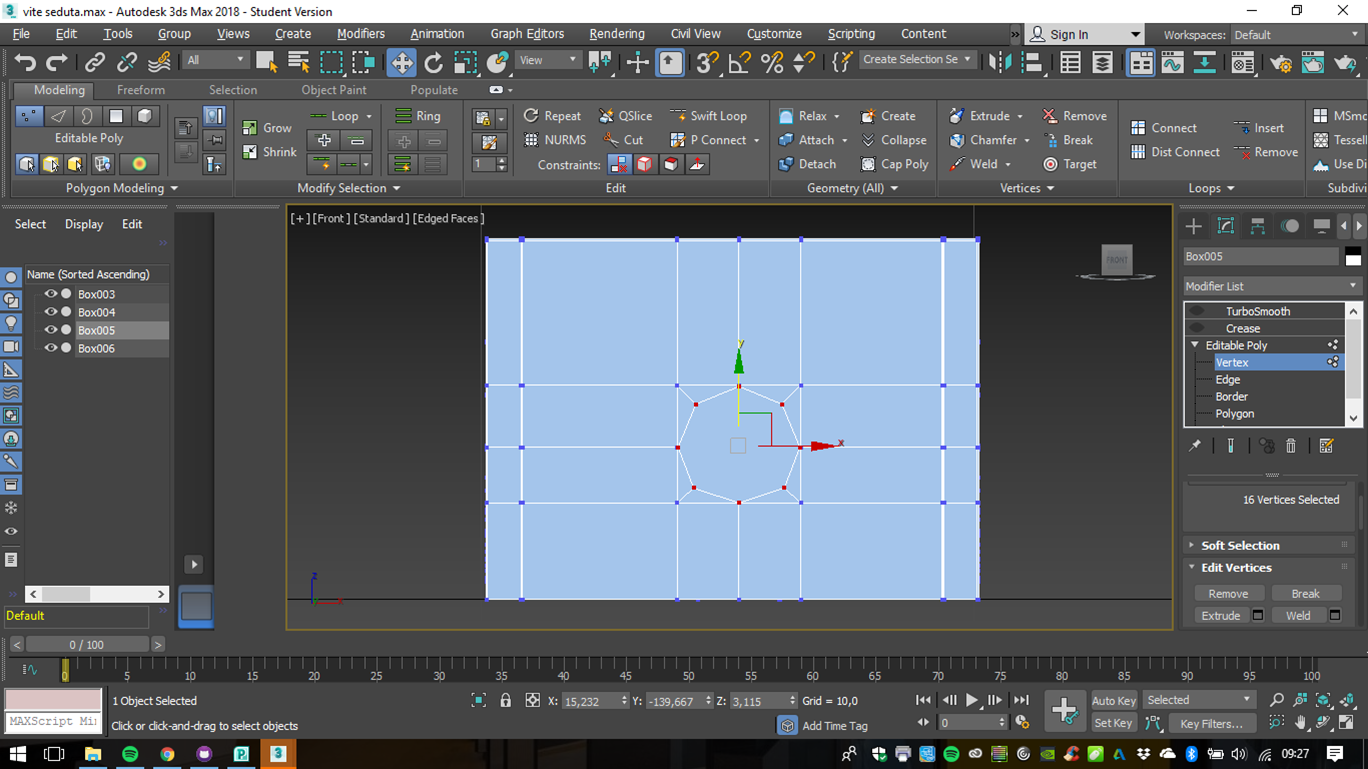 vite seduta.max - Autodesk 3ds Max 2018 - Student Version
File Edit Tools Group Views Create Modifiers Animation Graph Editors Rendering Civil View Customize Scripting Content » Sign In Workspaces: Default
All View Create Selection Se
Modeling Freeform Selection Object Paint Populate
Loop Ring Repeat QSlice Swift Loop Relax Create Extrude Remove MSmo
Grow Connect Insert
Editable Poly NURMS Cut P Connect Attach Collapse Chamfer Break Tessell
Shrink Dist Connect Remove
1 Constraints: Detach Cap Poly Weld Target Use Di
Polygon Modeling Modify Selection Edit Geometry (All) Vertices Loops Subdivi
Select Display Edit
[+] [Front ] [Standard ] [Edged Faces ]
FRONT
Box005
Name (Sorted Ascending)
Box003
Box004
Box005
Box006
Modifier List
TurboSmooth
Crease
Editable Poly
Vertex
Edge
Border
Polygon
y
x
z
16 Vertices Selected
Soft Selection
Edit Vertices
Remove Break
Extrude Weld
Default
< 0 / 100 >
0 5 10 15 20 25 30 35 40 45 50 55 60 65 70 75 80 85 90 95 100
1 Object Selected X: 15,232 Y: -139,667 Z: 3,115 Grid = 10,0 Auto Key Selected
MAXScript Mi
Click or click-and-drag to select objects Add Time Tag 0 Set Key Key Filters...
09:27